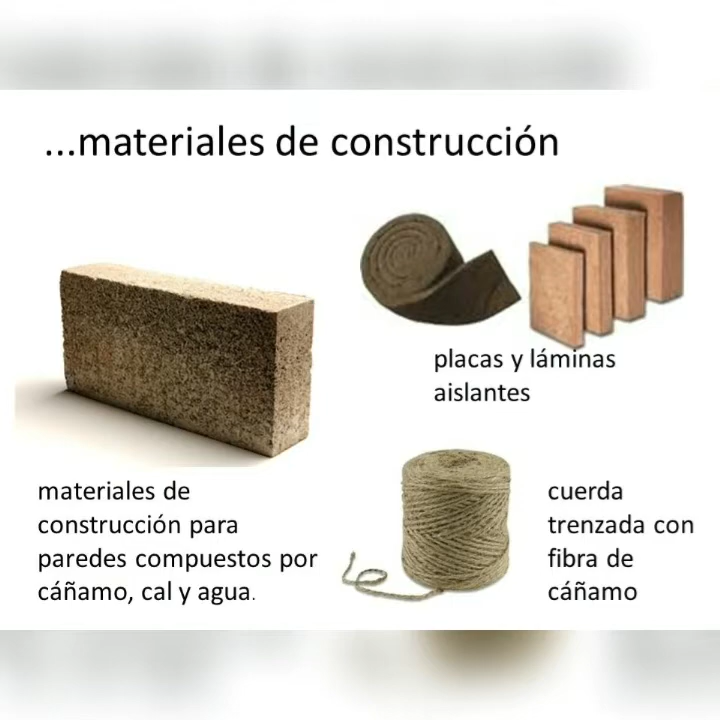 ...materiales de construcción
placas y láminas
aislantes
materiales de
construcción para
paredes compuestos por
cáñamo, cal y agua.
cuerda
trenzada con
fibra de
cáñamo